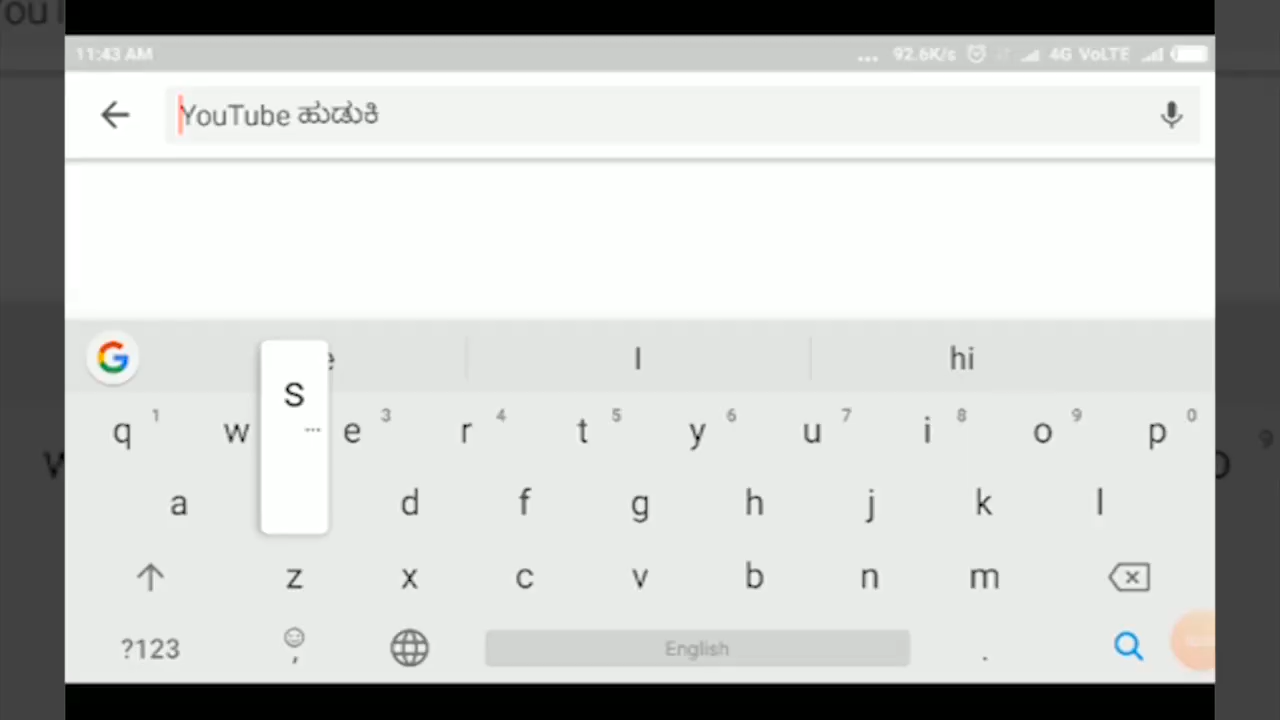 11:43 AM ... 92.6K/s 4G VoLTE
YouTube ಹುಡುಕಿ
I hi
q 1 w e 3 r 4 t 5 y 6 u 7 i 8 o 9 p 0
S
a d f g h j k l
z x c v b n m
?123 , English .